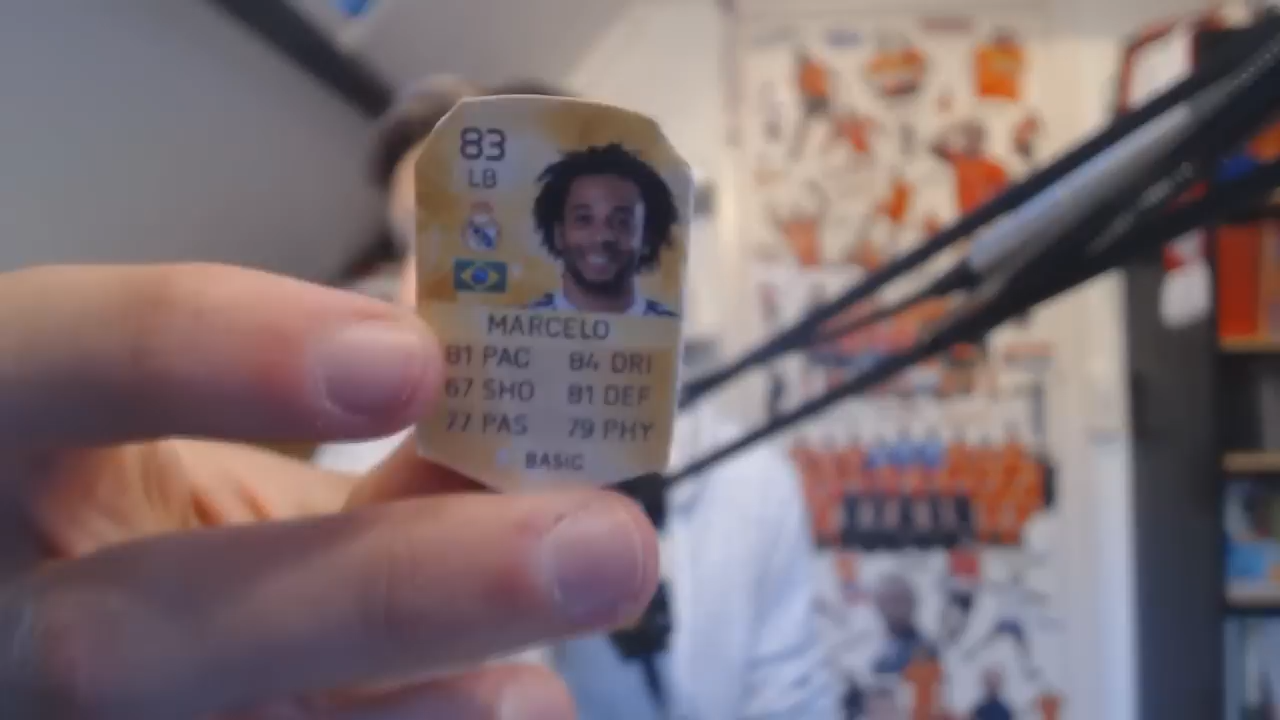 83
LB
MARCELO
81 PAC 84 DRI
67 SHO 81 DEF
77 PAS 79 PHY
BASIC